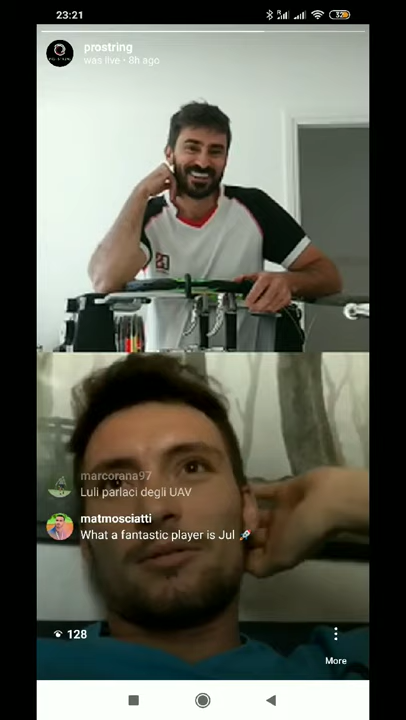 23:21
32
prostring
was live • 8h ago
marcorana97
Luli parlaci degli UAV
matmosciatti
What a fantastic player is Jul 🚀
128
More